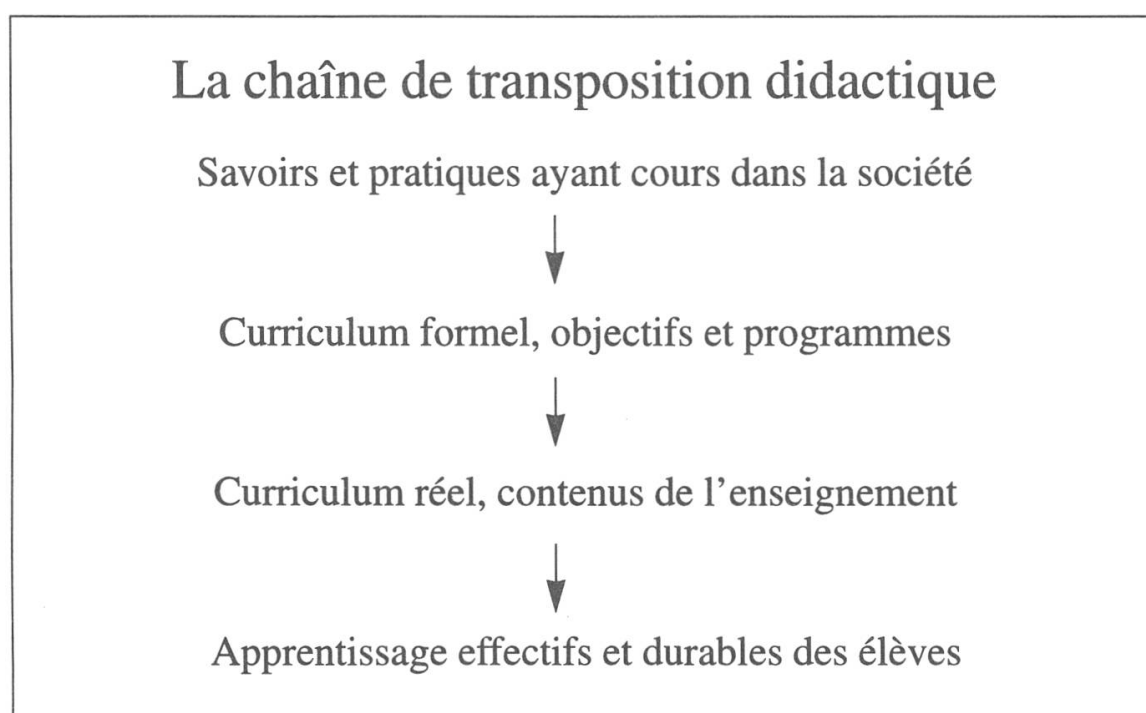 La chaîne de transposition didactique
Savoirs et pratiques ayant cours dans la société
Curriculum formel, objectifs et programmes
Curriculum réel, contenus de l'enseignement
Apprentissage effectifs et durables des élèves